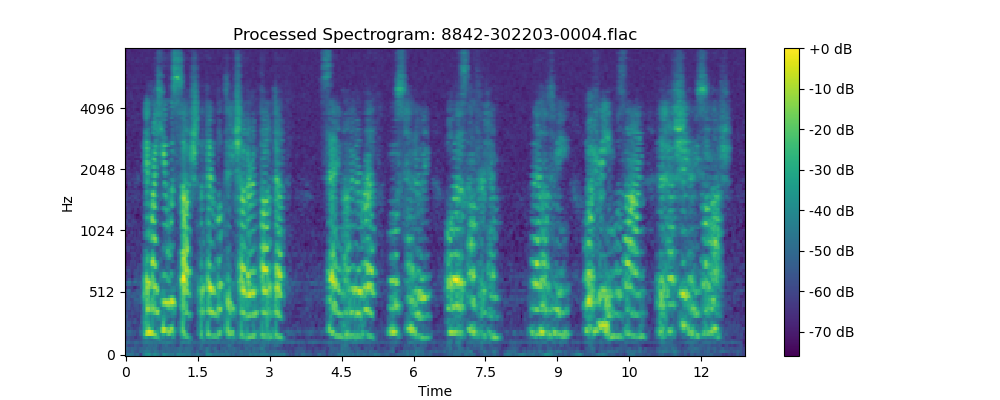 Processed Spectrogram: 8842-302203-0004.flac
Hz
4096
2048
1024
512
0
0 1.5 3 4.5 6 7.5 9 10 12
Time
+0 dB
-10 dB
-20 dB
-30 dB
-40 dB
-50 dB
-60 dB
-70 dB